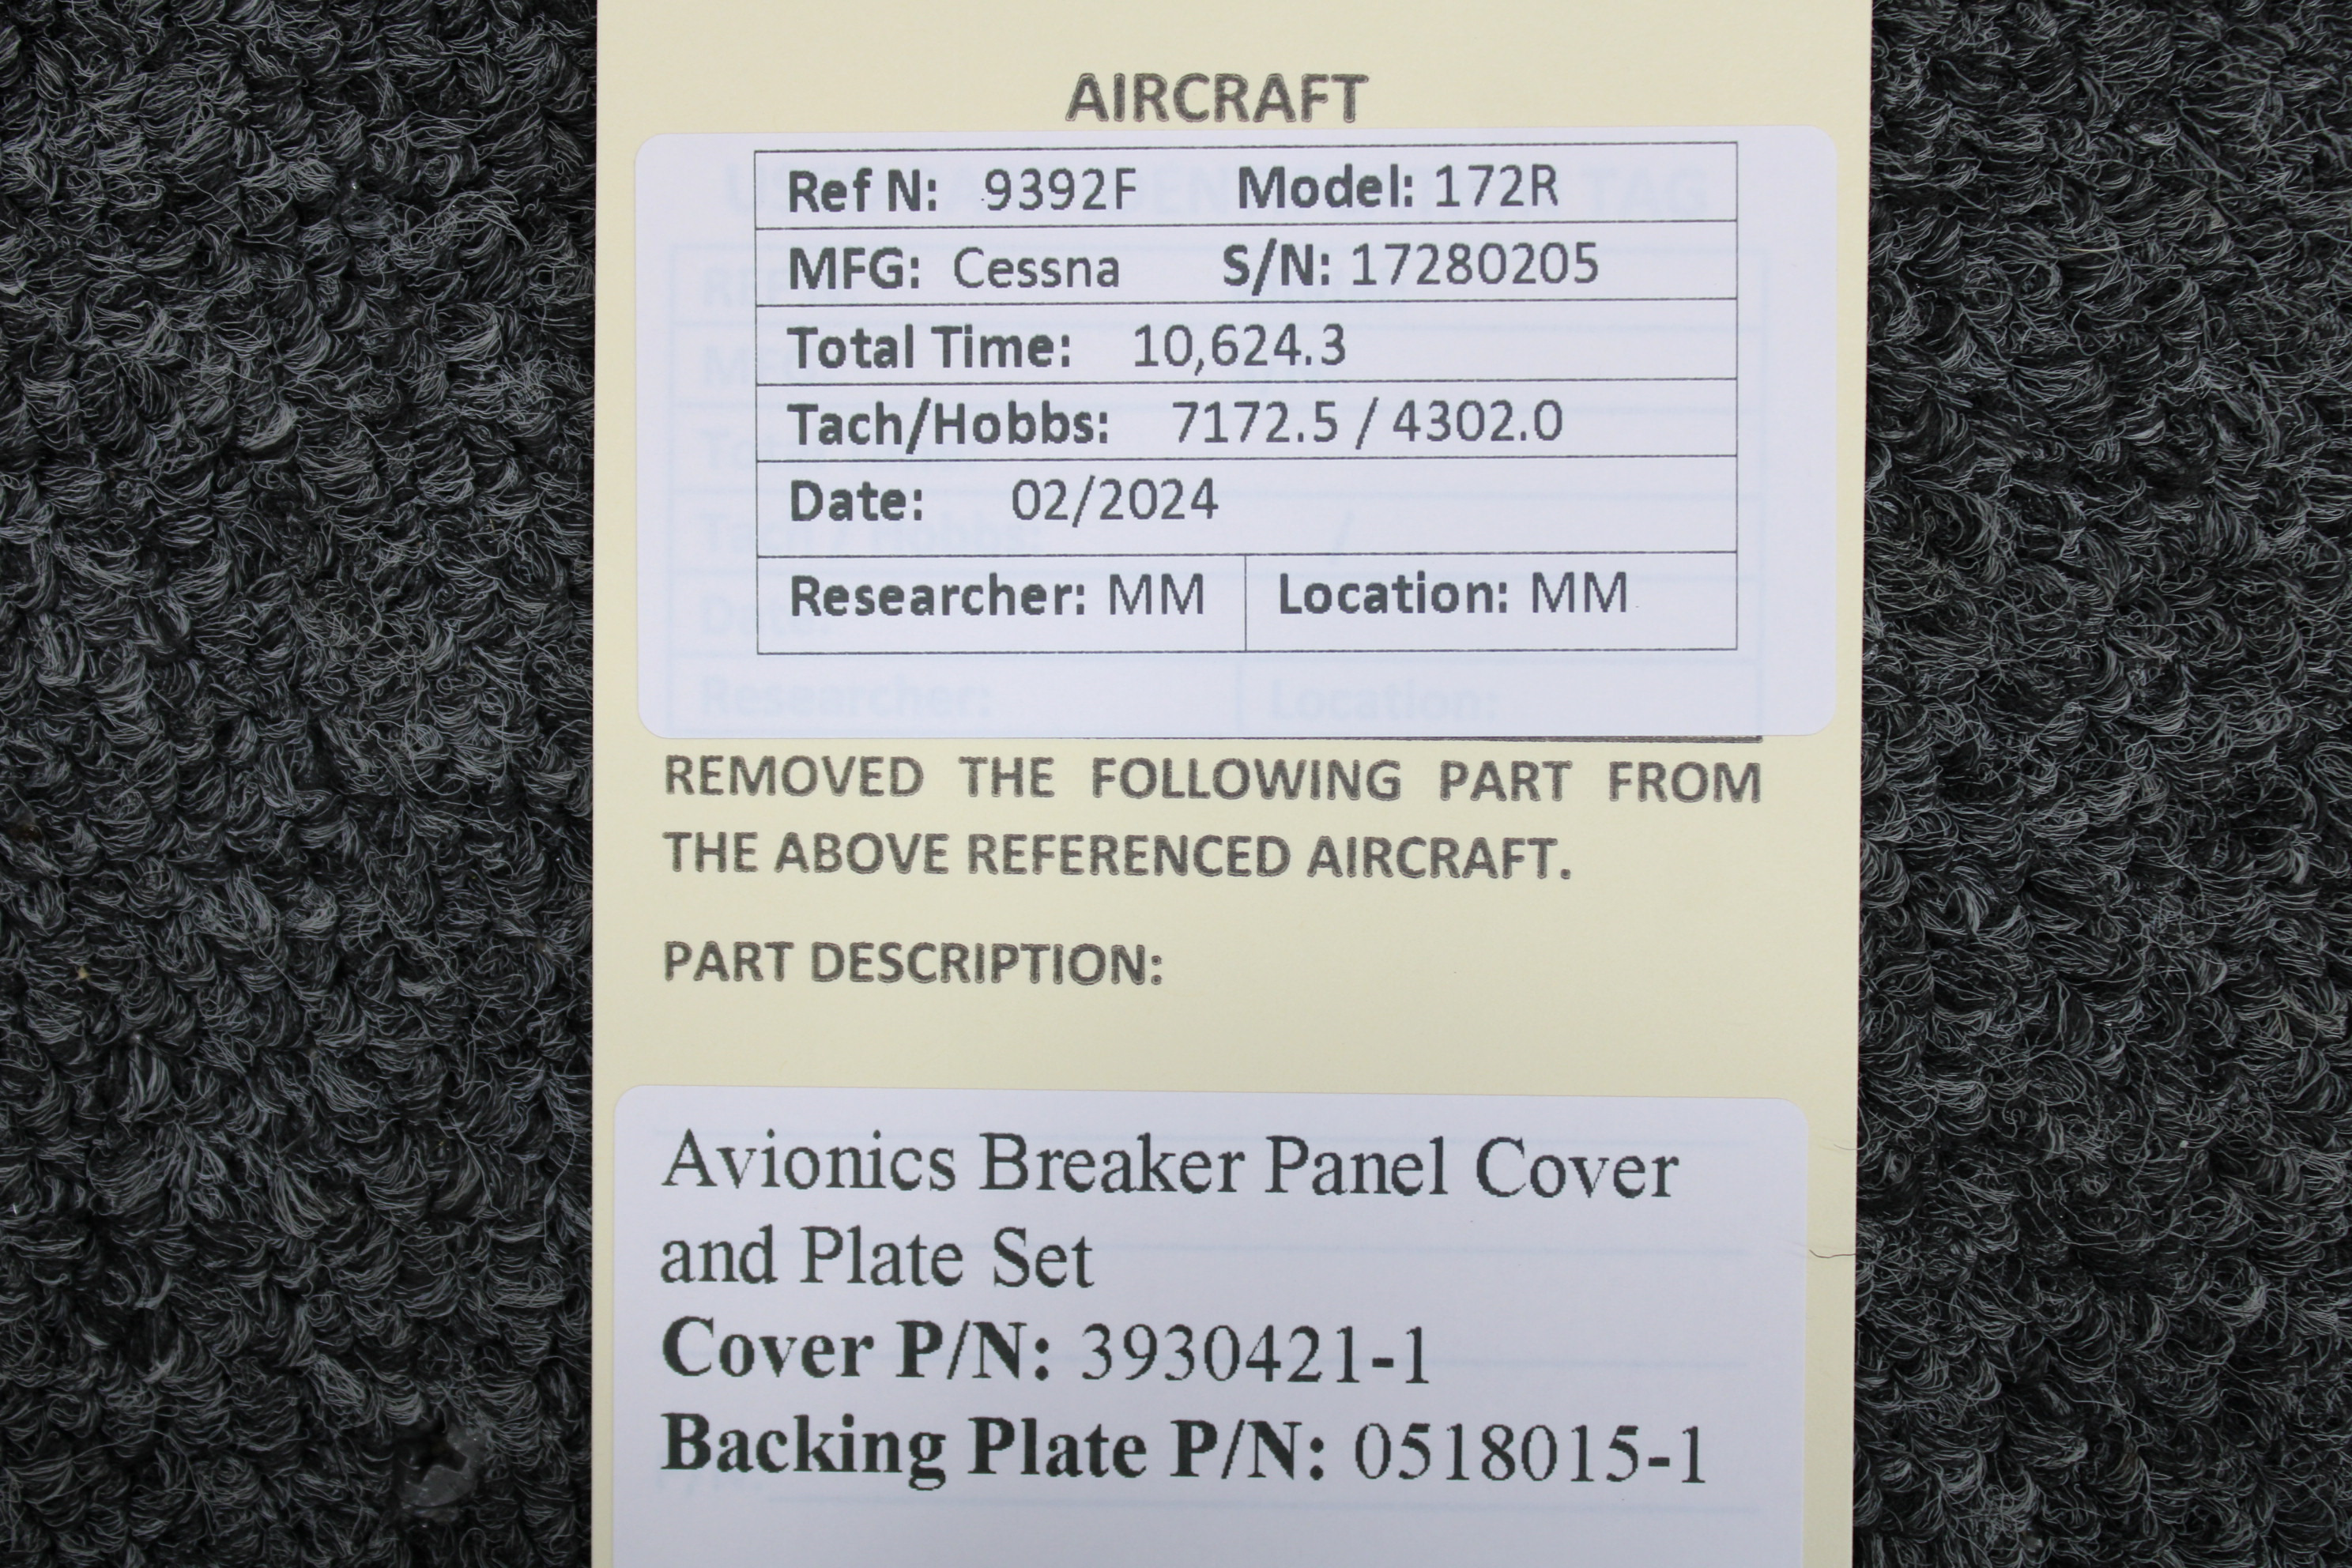 AIRCRAFT
Ref N: 9392F Model: 172R
MFG: Cessna S/N: 17280205
Total Time: 10,624.3
Tach/Hobbs: 7172.5 / 4302.0
Date: 02/2024
Researcher: MM Location: MM
REMOVED THE FOLLOWING PART FROM
THE ABOVE REFERENCED AIRCRAFT.
PART DESCRIPTION:
Avionics Breaker Panel Cover
and Plate Set
Cover P/N: 3930421-1
Backing Plate P/N: 0518015-1